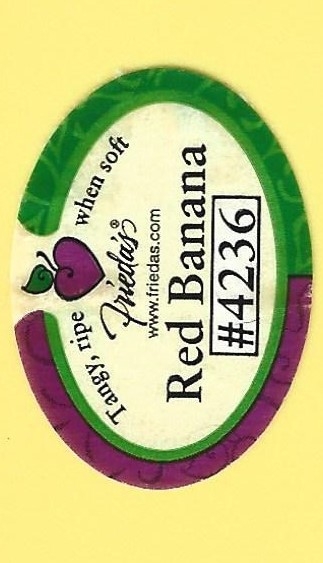 Tangy, ripe when soft
Frieda's®
www.friedas.com
Red Banana
#4236